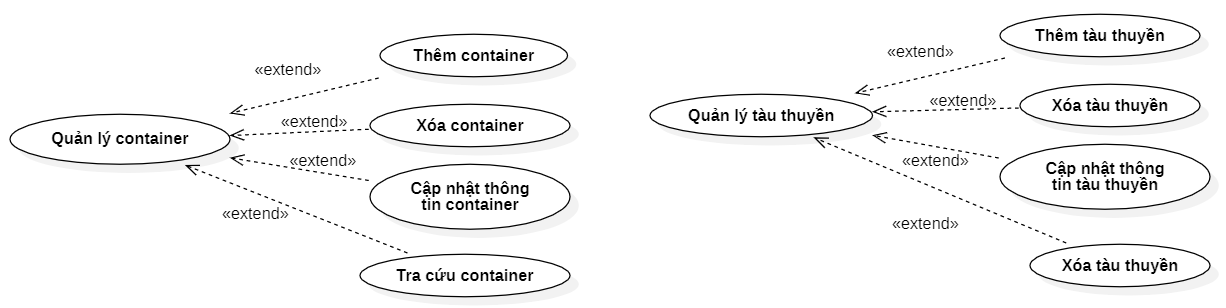 Thêm container
«extend»
Xóa container
«extend»
Quản lý container
«extend»
Cập nhật thông
tin container
«extend»
Tra cứu container
Thêm tàu thuyền
«extend»
Xóa tàu thuyền
«extend»
Quản lý tàu thuyền
«extend»
Cập nhật thông
tin tàu thuyền
«extend»
Xóa tàu thuyền